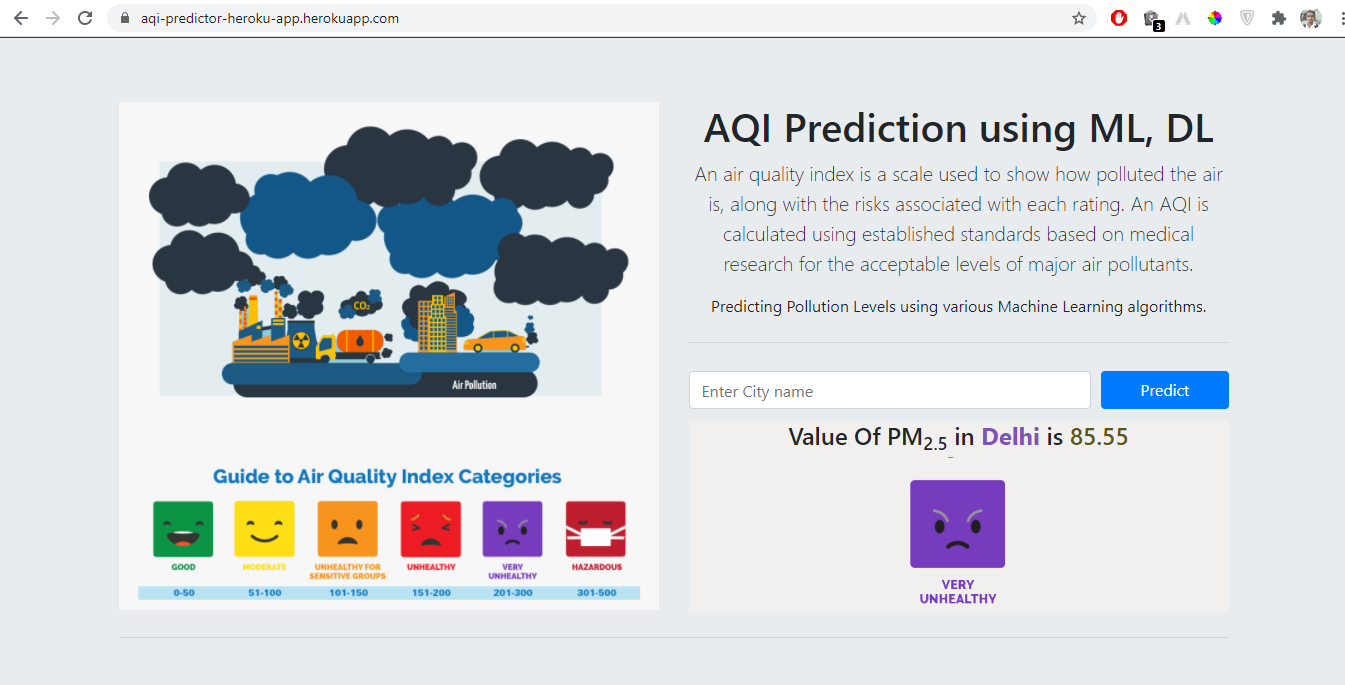 aqi-predictor-heroku-app.herokuapp.com
3
CO₂
Air Pollution
Guide to Air Quality Index Categories
GOOD MODERATE UNHEALTHY FOR SENSITIVE GROUPS UNHEALTHY VERY UNHEALTHY HAZARDOUS
0-50 51-100 101-150 151-200 201-300 301-500
AQI Prediction using ML, DL
An air quality index is a scale used to show how polluted the air
is, along with the risks associated with each rating. An AQI is
calculated using established standards based on medical
research for the acceptable levels of major air pollutants.
Predicting Pollution Levels using various Machine Learning algorithms.
Enter City name
Predict
Value Of PM₂.₅ in Delhi is 85.55
VERY
UNHEALTHY